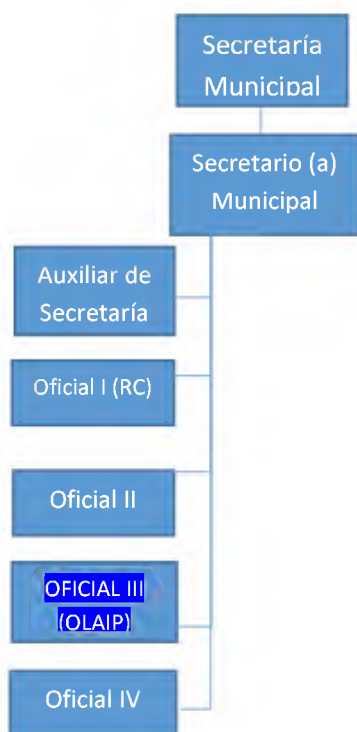 Secretaría
Municipal
Secretario (a)
Municipal
Auxiliar de
Secretaría
Oficial I (RC)
Oficial II
OFICIAL III
(OLAIP)
Oficial IV